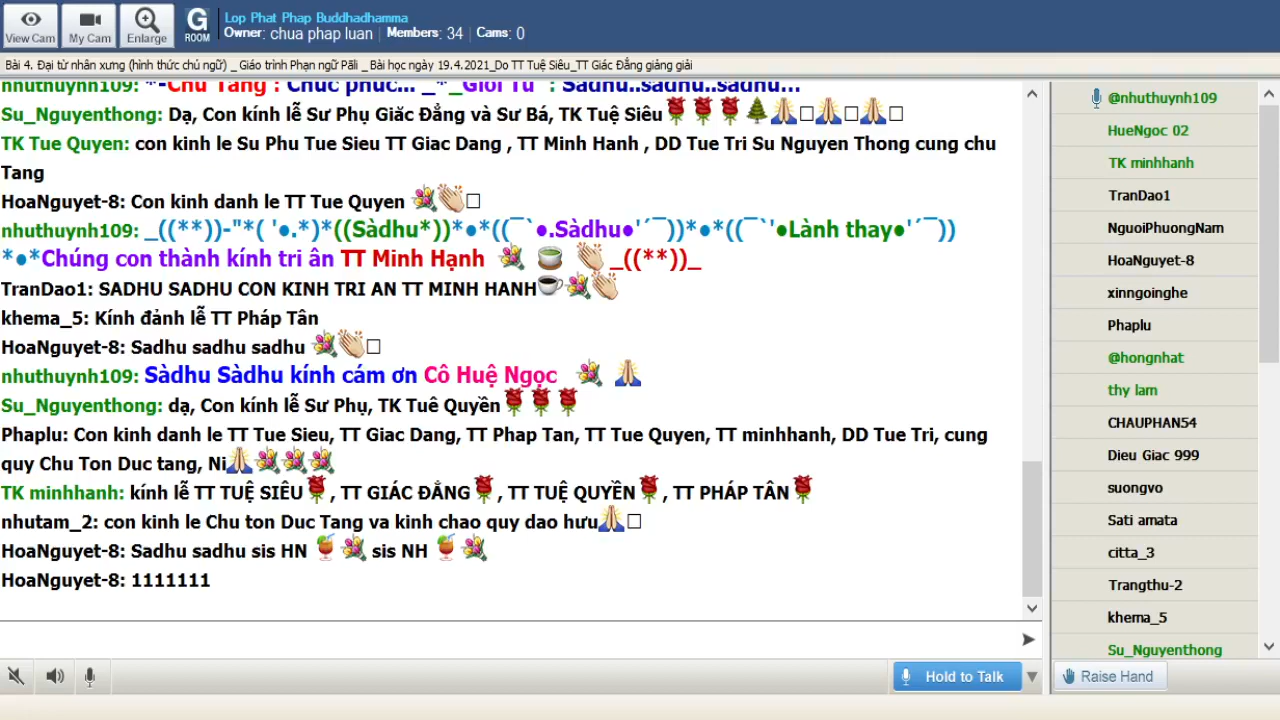 View Cam
My Cam
Enlarge
G
ROOM
Lop Phat Phap Buddhadhamma
Owner: chua phap luan | Members: 34 | Cams: 0
Bài 4. Đại từ nhân xưng (hình thức chủ ngữ) _ Giáo trình Phạn ngữ Pāli _ Bài học ngày 19.4.2021_Do TT Tuệ Siêu_TT Giác Đẳng giảng giải
nhuthuynh109: *-Chư Tăng : Chúc phúc... _*_Giới Tử : Sàdhu..sàdhu..sàdhu...
Su_Nguyenthong: Dạ, Con kính lễ Sư Phụ Giăc Đẳng và Sư Bá, TK Tuệ Siêu
TK Tue Quyen: con kinh le Su Phu Tue Sieu TT Giac Dang , TT Minh Hanh , DD Tue Tri Su Nguyen Thong cung chu
Tang
HoaNguyet-8: Con kinh danh le TT Tue Quyen
nhuthuynh109: _((**))-"*( '●.*)*((Sàdhu*))*●*((¯`●.Sàdhu●'´¯))*●*((¯`'●Lành thay●'´¯))
*●*Chúng con thành kính tri ân TT Minh Hạnh _((**))_
TranDao1: SADHU SADHU CON KINH TRI AN TT MINH HANH
khema_5: Kính đảnh lễ TT Pháp Tân
HoaNguyet-8: Sadhu sadhu sadhu
nhuthuynh109: Sàdhu Sàdhu kính cám ơn Cô Huệ Ngọc
Su_Nguyenthong: dạ, Con kính lễ Sư Phụ, TK Tuê Quyền
Phaplu: Con kinh danh le TT Tue Sieu, TT Giac Dang, TT Phap Tan, TT Tue Quyen, TT minhhanh, DD Tue Tri, cung
quy Chu Ton Duc tang, Ni
TK minhhanh: kính lễ TT TUỆ SIÊU, TT GIÁC ĐẲNG, TT TUỆ QUYỀN, TT PHÁP TÂN
nhutam_2: con kinh le Chu ton Duc Tang va kinh chao quy dao hưu
HoaNguyet-8: Sadhu sadhu sis HN sis NH
HoaNguyet-8: 1111111
Hold to Talk
@nhuthuynh109
HueNgoc 02
TK minhhanh
TranDao1
NguoiPhuongNam
HoaNguyet-8
xinngoinghe
Phaplu
@hongnhat
thy lam
CHAUPHAN54
Dieu Giac 999
suongvo
Sati amata
citta_3
Trangthu-2
khema_5
Su_Nguyenthong
Raise Hand